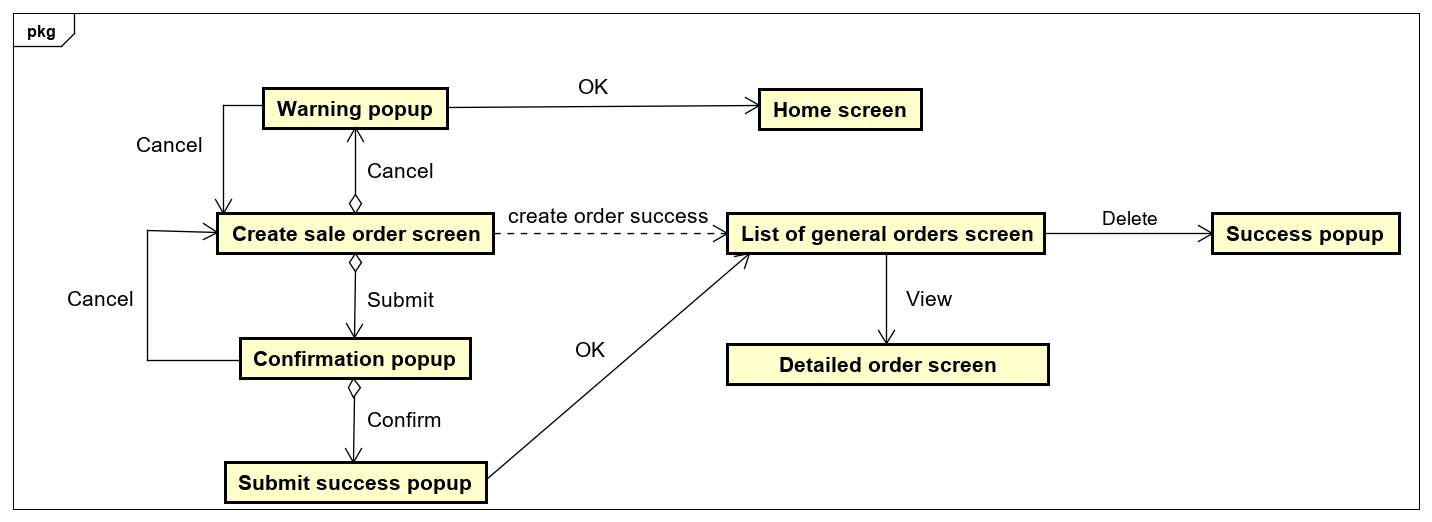 pkg
OK
Warning popup
Home screen
Cancel
Cancel
create order success
Create sale order screen
List of general orders screen
Delete
Success popup
Cancel
Submit
View
OK
Confirmation popup
Detailed order screen
Confirm
Submit success popup